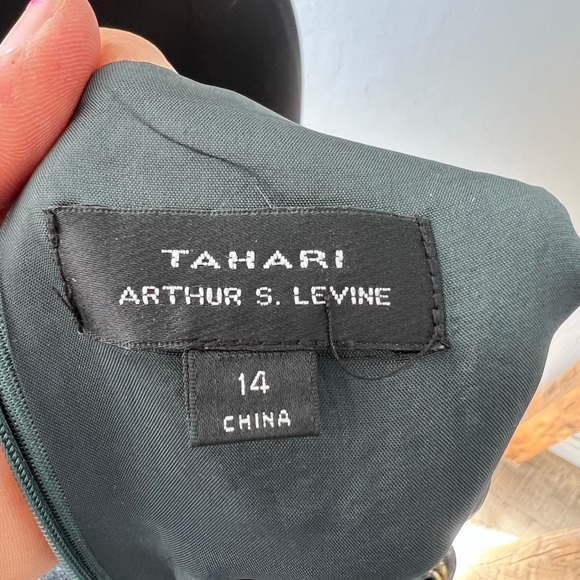 TAHARI
ARTHUR S. LEVINE
14
CHINA